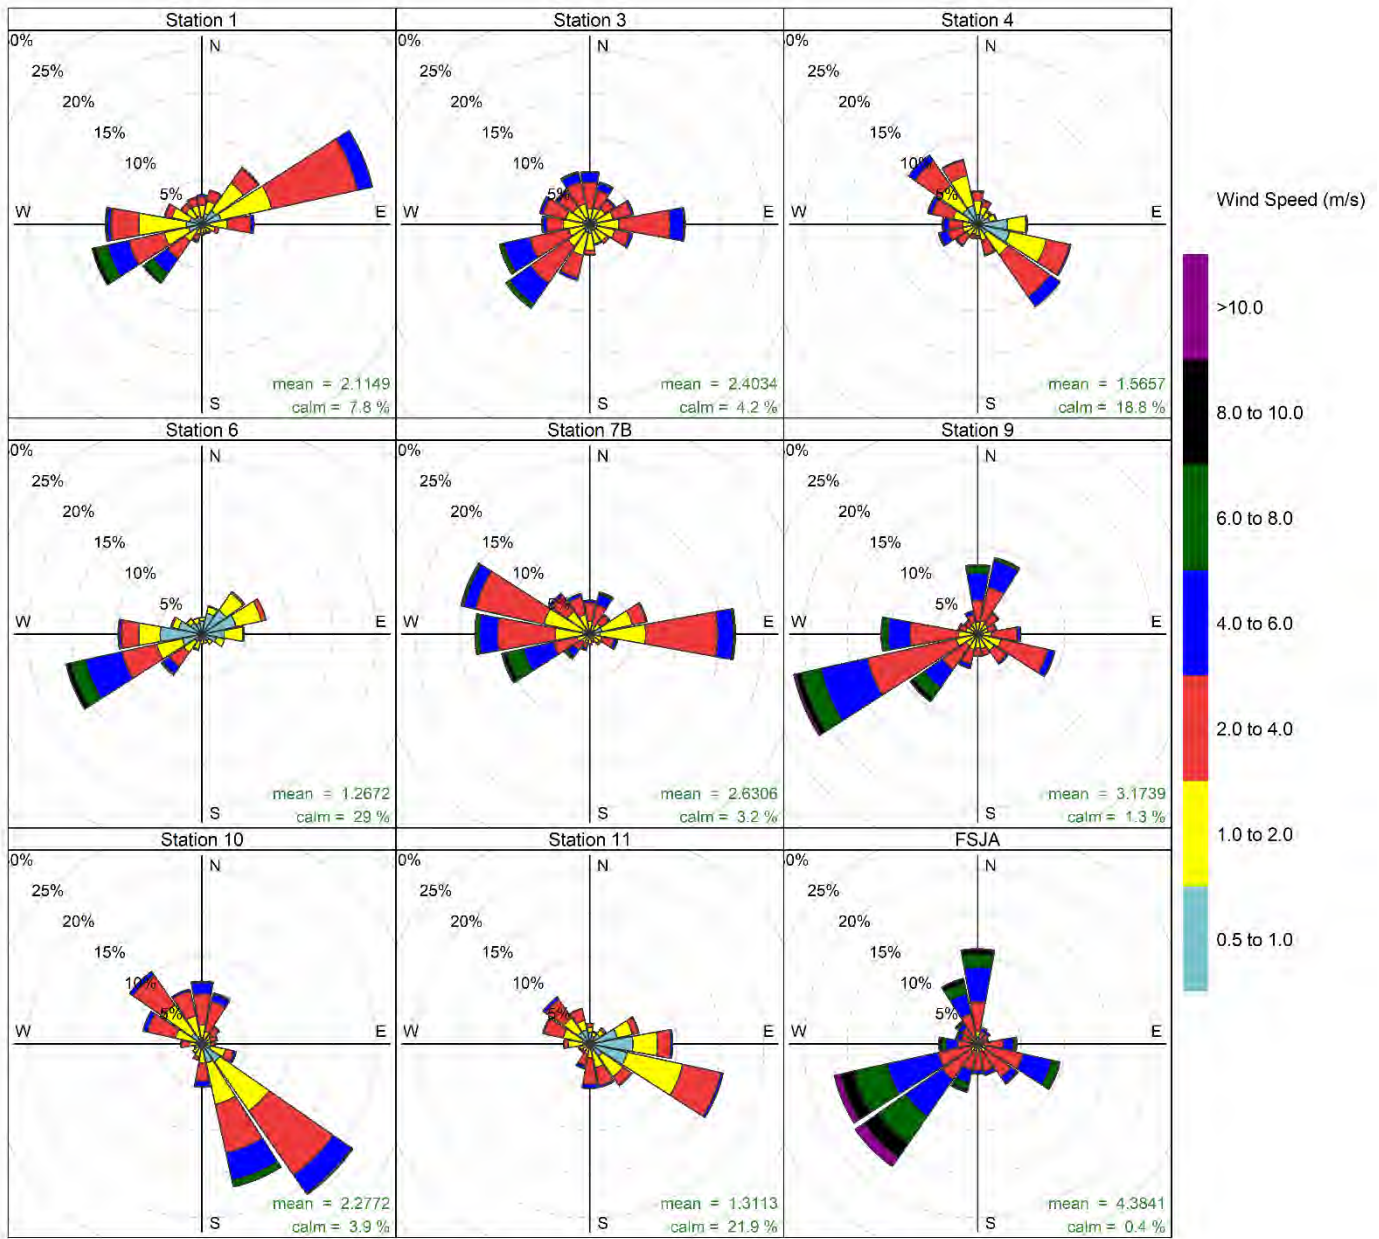 Station 1
0%
25%
20%
15%
10%
5%
N
W
E
S
mean = 2.1149
calm = 7.8 %
Station 3
0%
25%
20%
15%
10%
5%
N
W
E
S
mean = 2.4034
calm = 4.2 %
Station 4
0%
25%
20%
15%
10%
5%
N
W
E
S
mean = 1.5657
calm = 18.8 %
Station 6
0%
25%
20%
15%
10%
5%
N
W
E
S
mean = 1.2672
calm = 29 %
Station 7B
0%
25%
20%
15%
10%
5%
N
W
E
S
mean = 2.6306
calm = 3.2 %
Station 9
0%
25%
20%
15%
10%
5%
N
W
E
S
mean = 3.1739
calm = 1.3 %
Station 10
0%
25%
20%
15%
10%
5%
N
W
E
S
mean = 2.2772
calm = 3.9 %
Station 11
0%
25%
20%
15%
10%
5%
N
W
E
S
mean = 1.3113
calm = 21.9 %
FSJA
0%
25%
20%
15%
10%
5%
N
W
E
S
mean = 4.3841
calm = 0.4 %
Wind Speed (m/s)
>10.0
8.0 to 10.0
6.0 to 8.0
4.0 to 6.0
2.0 to 4.0
1.0 to 2.0
0.5 to 1.0